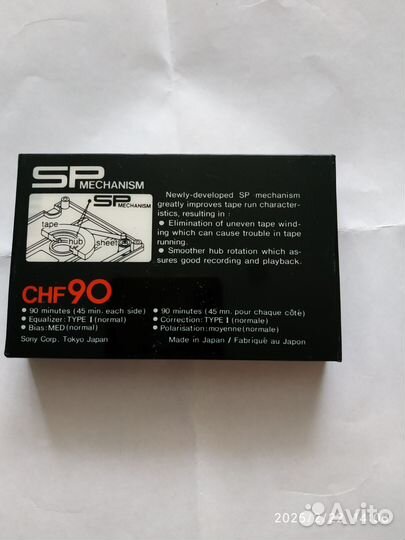 SP MECHANISM
SP MECHANISM
tape
hub
sheet
Newly-developed SP mechanism
greatly improves tape run character-
istics, resulting in :
● Elimination of uneven tape wind-
ing which can cause trouble in tape
running.
● Smoother hub rotation which as-
sures good recording and playback.
CHF90
● 90 minutes (45 min. each side)
● Equalizer: TYPE I (normal)
● Bias: MED (normal)
Sony Corp. Tokyo Japan
● 90 minutes (45 mn. pour chaque côté)
● Correction: TYPE I (normale)
● Polarisation: moyenne (normale)
Made in Japan / Fabriqué au Japon
Avito